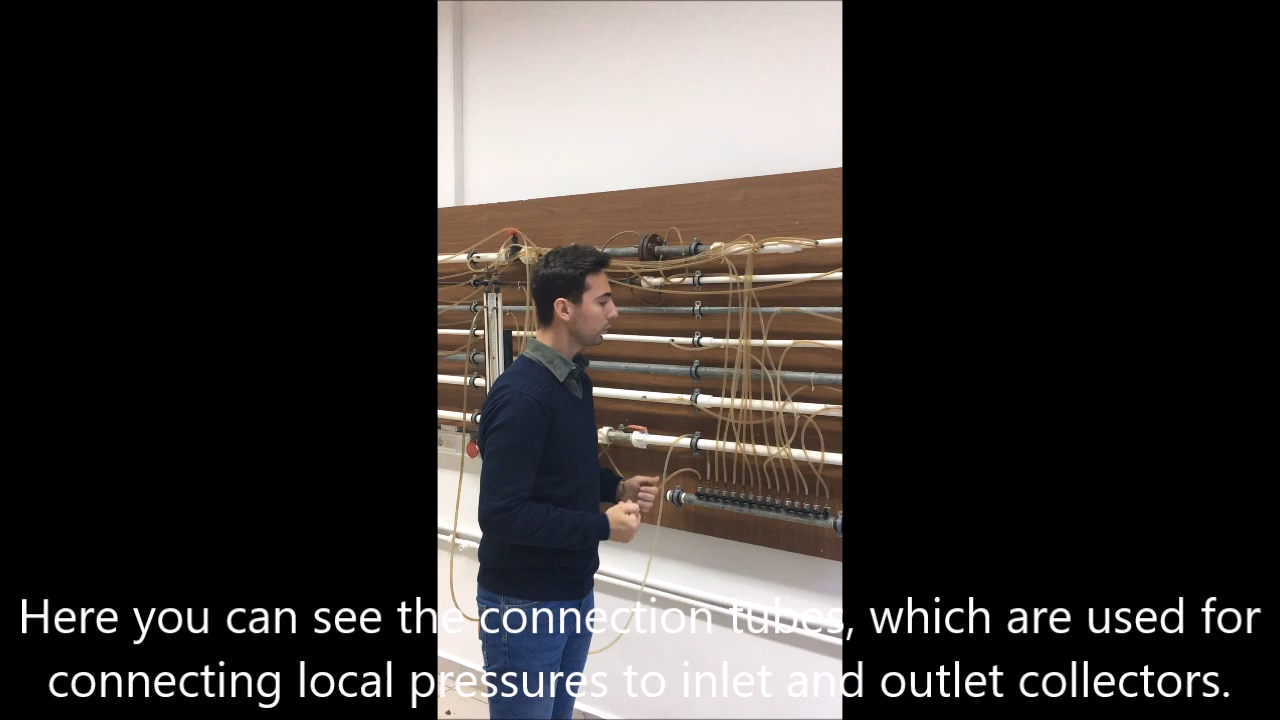 Here you can see the connection tubes, which are used for
connecting local pressures to inlet and outlet collectors.